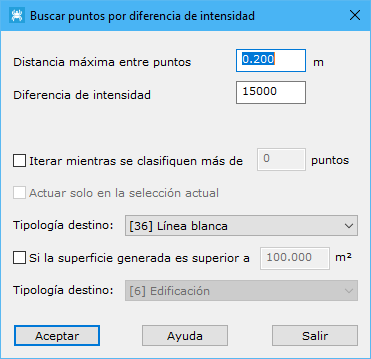 Buscar puntos por diferencia de intensidad
Distancia máxima entre puntos 0.200 m
Diferencia de intensidad 15000
Iterar mientras se clasifiquen más de 0 puntos
Actuar solo en la selección actual
Tipología destino: [36] Línea blanca
Si la superficie generada es superior a 100.000 m²
Tipología destino: [6] Edificación
Aceptar Ayuda Salir